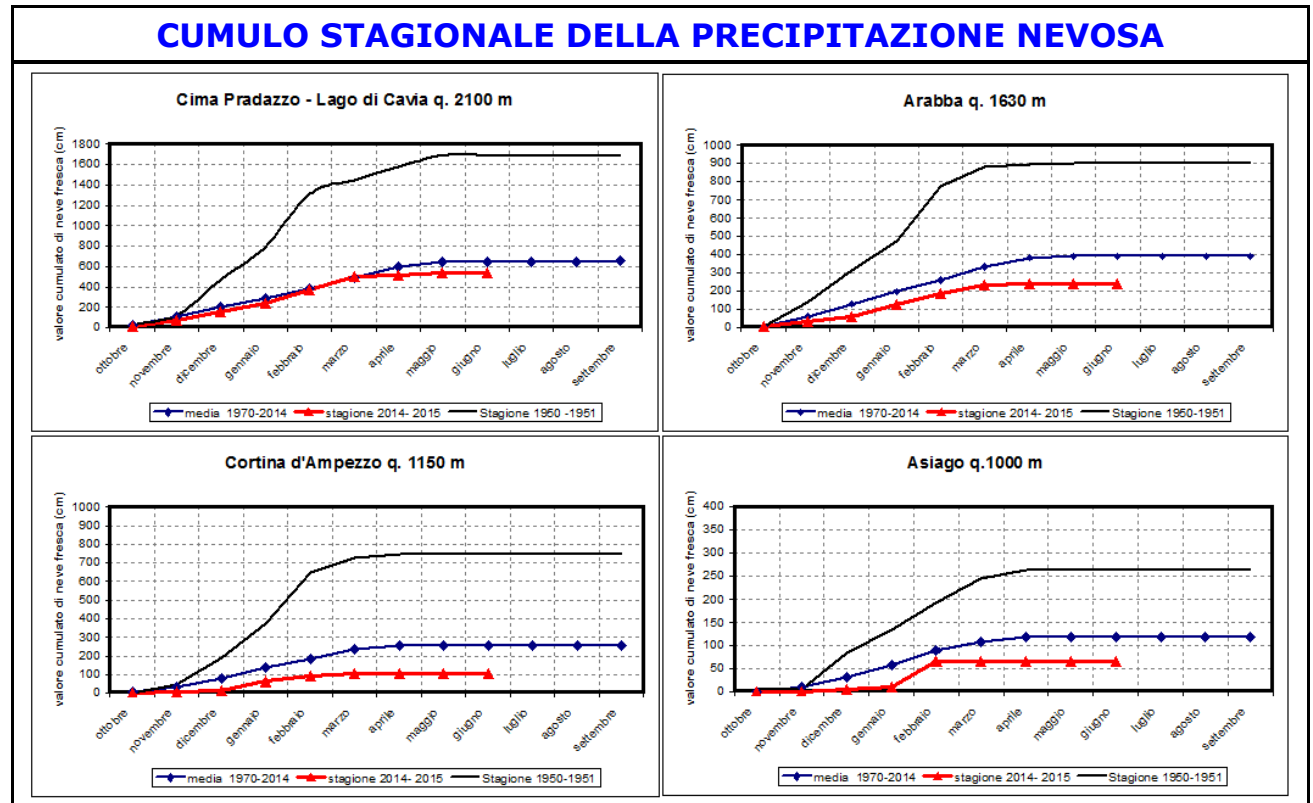 CUMULO STAGIONALE DELLA PRECIPITAZIONE NEVOSA
Cima Pradazzo - Lago di Cavia q. 2100 m
valore cumulato di neve fresca (cm)
1800
1600
1400
1200
1000
800
600
400
200
0
ottobre
novembre
dicembre
gennaio
febbraio
marzo
aprile
maggio
giugno
luglio
agosto
settembre
media 1970-2014
stagione 2014- 2015
Stagione 1950 -1951
Arabba q. 1630 m
valore cumulato di neve fresca (cm)
1000
900
800
700
600
500
400
300
200
100
0
ottobre
novembre
dicembre
gennaio
febbraio
marzo
aprile
maggio
giugno
luglio
agosto
settembre
media 1970-2014
stagione 2014- 2015
Stagione 1950-1951
Cortina d'Ampezzo q. 1150 m
valore cumulato di neve fresca (cm)
1000
900
800
700
600
500
400
300
200
100
0
ottobre
novembre
dicembre
gennaio
febbraio
marzo
aprile
maggio
giugno
luglio
agosto
settembre
media 1970-2014
stagione 2014- 2015
Stagione 1950-1951
Asiago q.1000 m
valore cumulato di neve fresca (cm)
400
350
300
250
200
150
100
50
0
ottobre
novembre
dicembre
gennaio
febbraio
marzo
aprile
maggio
giugno
luglio
agosto
settembre
media 1970-2014
stagione 2014- 2015
Stagione 1950-1951